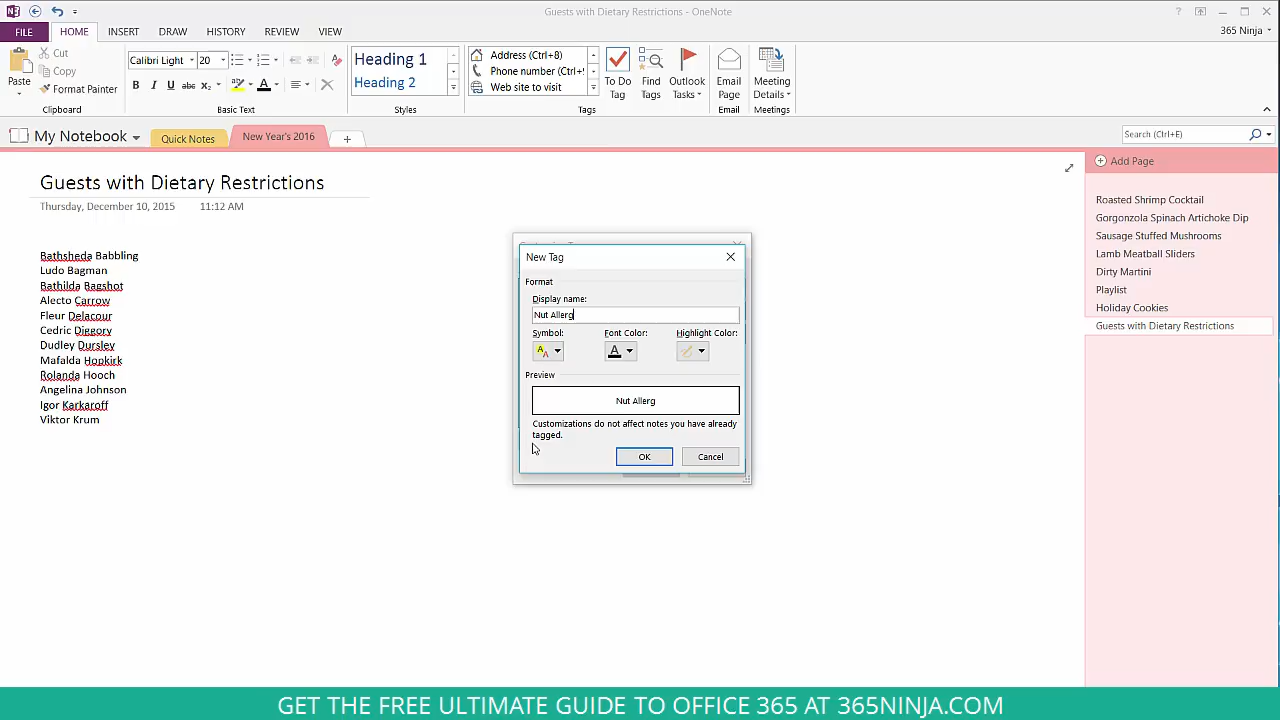 Guests with Dietary Restrictions - OneNote
FILE HOME INSERT DRAW HISTORY REVIEW VIEW
365 Ninja
Paste
Cut
Copy
Format Painter
Clipboard
Calibri Light 20
B I U abc X₂ A
Basic Text
Heading 1
Heading 2
Styles
Address (Ctrl+8)
Phone number (Ctrl+
Web site to visit
Tags
To Do Tag
Find Tags
Outlook Tasks
Email Page
Email
Meeting Details
Meetings
My Notebook
Quick Notes
New Year's 2016
Search (Ctrl+E)
Guests with Dietary Restrictions
Thursday, December 10, 2015 11:12 AM
Bathsheda Babbling
Ludo Bagman
Bathilda Bagshot
Alecto Carrow
Fleur Delacour
Cedric Diggory
Dudley Dursley
Mafalda Hopkirk
Rolanda Hooch
Angelina Johnson
Igor Karkaroff
Viktor Krum
New Tag
Format
Display name:
Nut Allerg
Symbol: Font Color: Highlight Color:
Preview
Nut Allerg
Customizations do not affect notes you have already
tagged.
OK Cancel
Add Page
Roasted Shrimp Cocktail
Gorgonzola Spinach Artichoke Dip
Sausage Stuffed Mushrooms
Lamb Meatball Sliders
Dirty Martini
Playlist
Holiday Cookies
Guests with Dietary Restrictions
GET THE FREE ULTIMATE GUIDE TO OFFICE 365 AT 365NINJA.COM